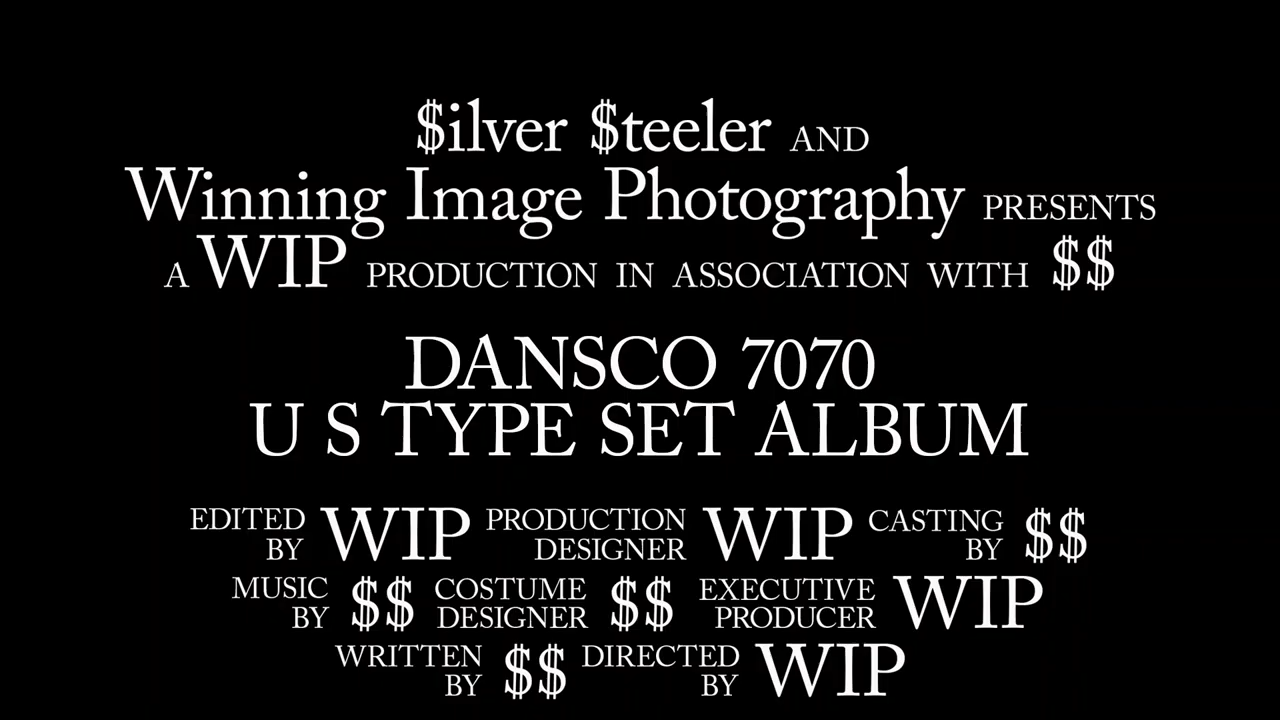 $ilver $teeler AND
Winning Image Photography PRESENTS
A WIP PRODUCTION IN ASSOCIATION WITH $$
DANSCO 7070
U S TYPE SET ALBUM
EDITED BY WIP PRODUCTION DESIGNER WIP CASTING BY $$
MUSIC BY $$ COSTUME DESIGNER $$ EXECUTIVE PRODUCER WIP
WRITTEN BY $$ DIRECTED BY WIP